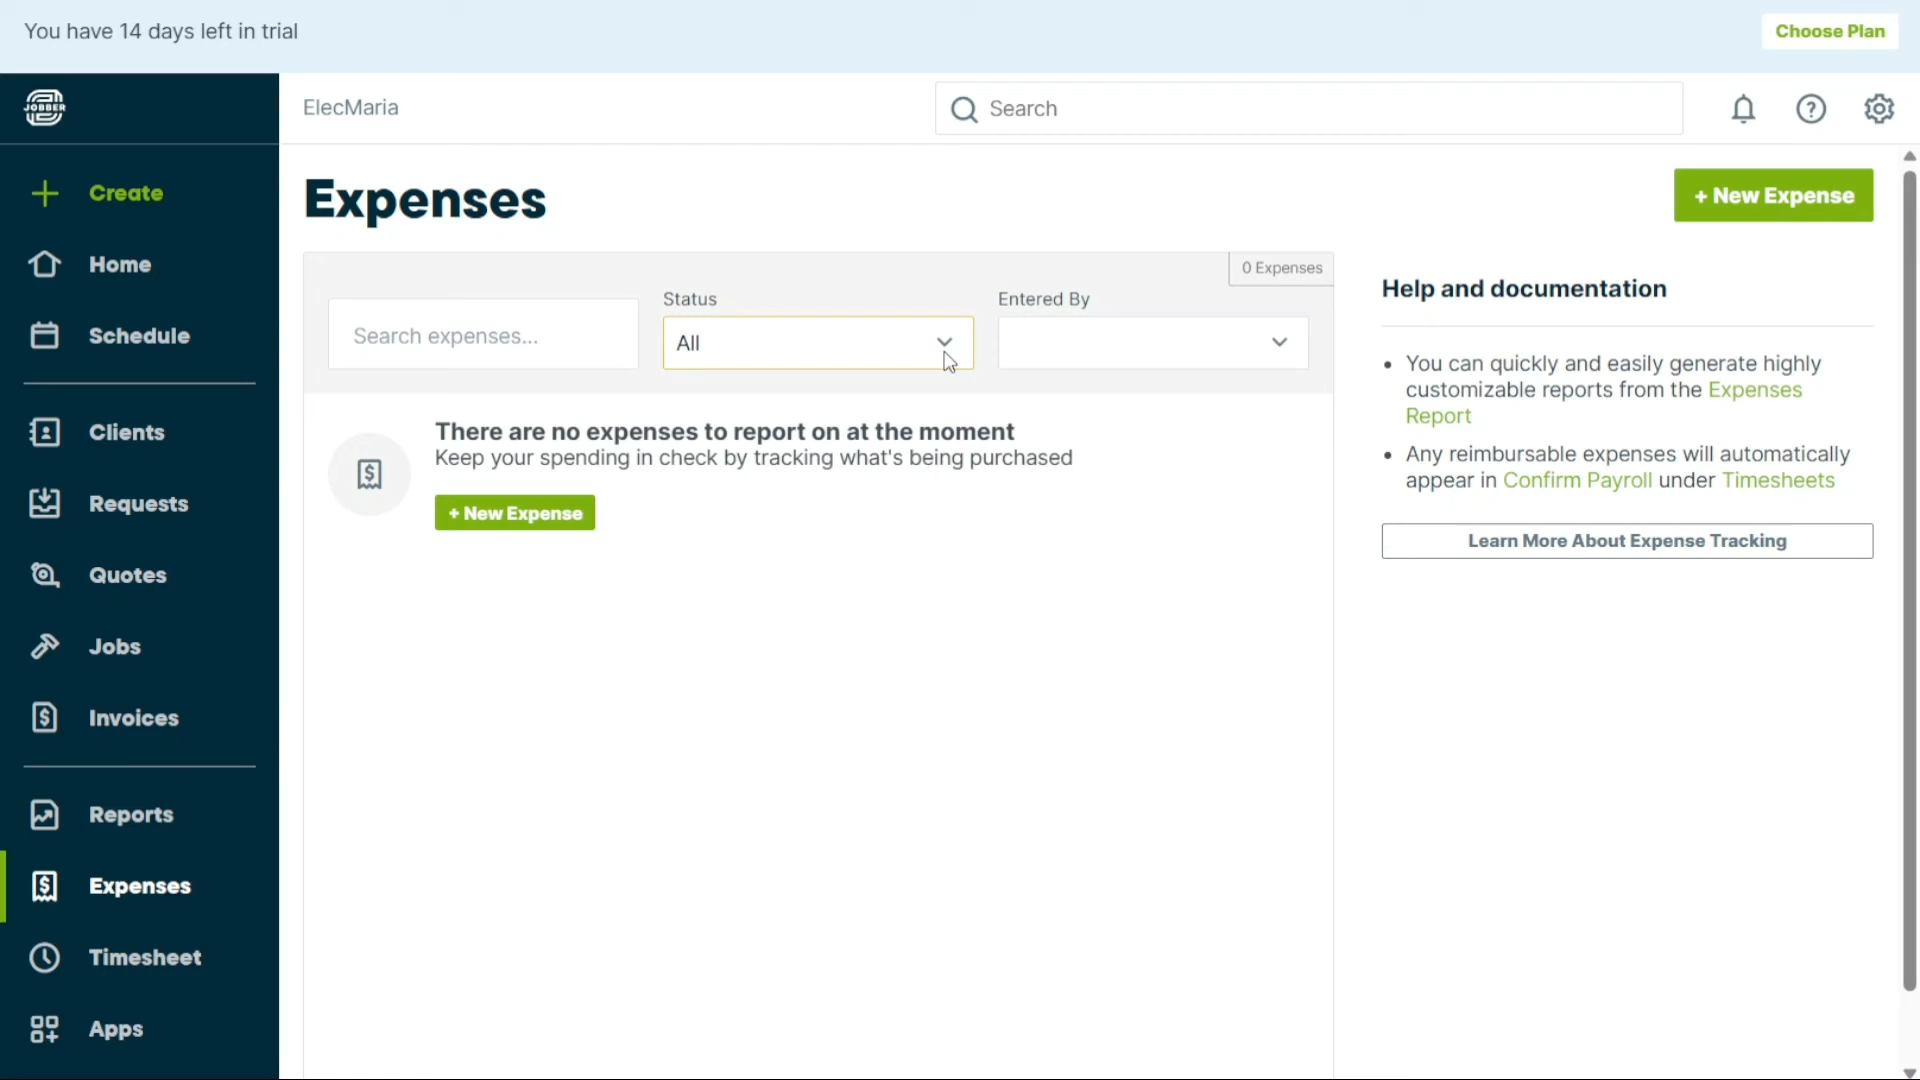 You have 14 days left in trial
Choose Plan
JOBBER
ElecMaria
Search
Create
Home
Schedule
Clients
Requests
Quotes
Jobs
Invoices
Reports
Expenses
Timesheet
Apps
Expenses
+ New Expense
0 Expenses
Search expenses...
Status
All
Entered By
There are no expenses to report on at the moment
Keep your spending in check by tracking what's being purchased
+ New Expense
Help and documentation
• You can quickly and easily generate highly
customizable reports from the Expenses
Report
• Any reimbursable expenses will automatically
appear in Confirm Payroll under Timesheets
Learn More About Expense Tracking